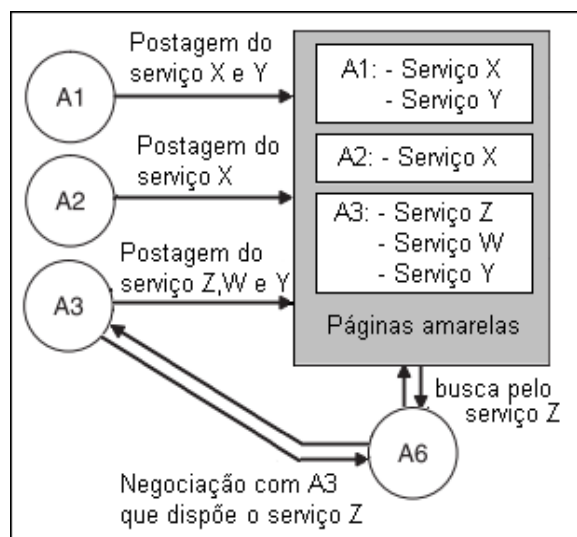 Postagem do
serviço X e Y
A1
Postagem do
serviço X
A2
Postagem do
serviço Z,W e Y
A3
A1: - Serviço X
- Serviço Y
A2: - Serviço X
A3: - Serviço Z
- Serviço W
- Serviço Y
Páginas amarelas
busca pelo
serviço Z
A6
Negociação com A3
que dispõe o serviço Z